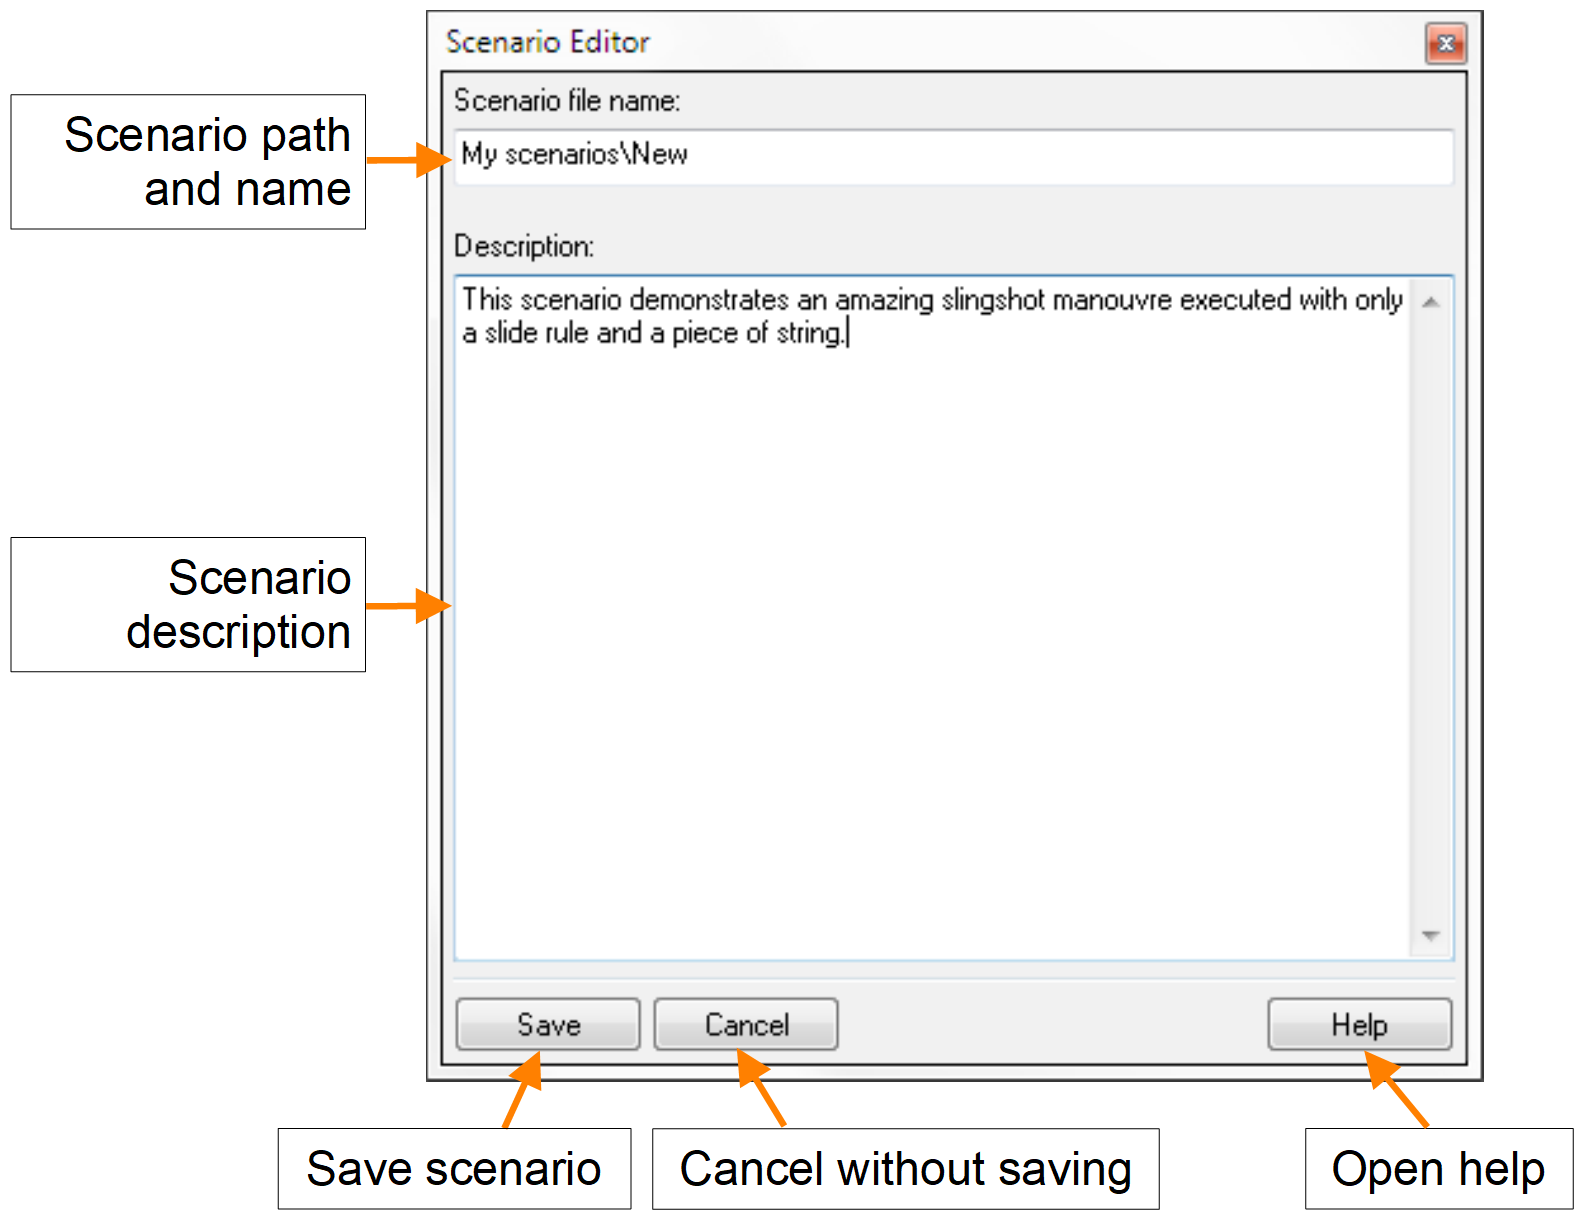 Scenario Editor
Scenario file name:
Scenario path
and name
My scenarios\New
Description:
This scenario demonstrates an amazing slingshot manouvre executed with only
a slide rule and a piece of string.
Scenario
description
Save
Cancel
Help
Save scenario
Cancel without saving
Open help